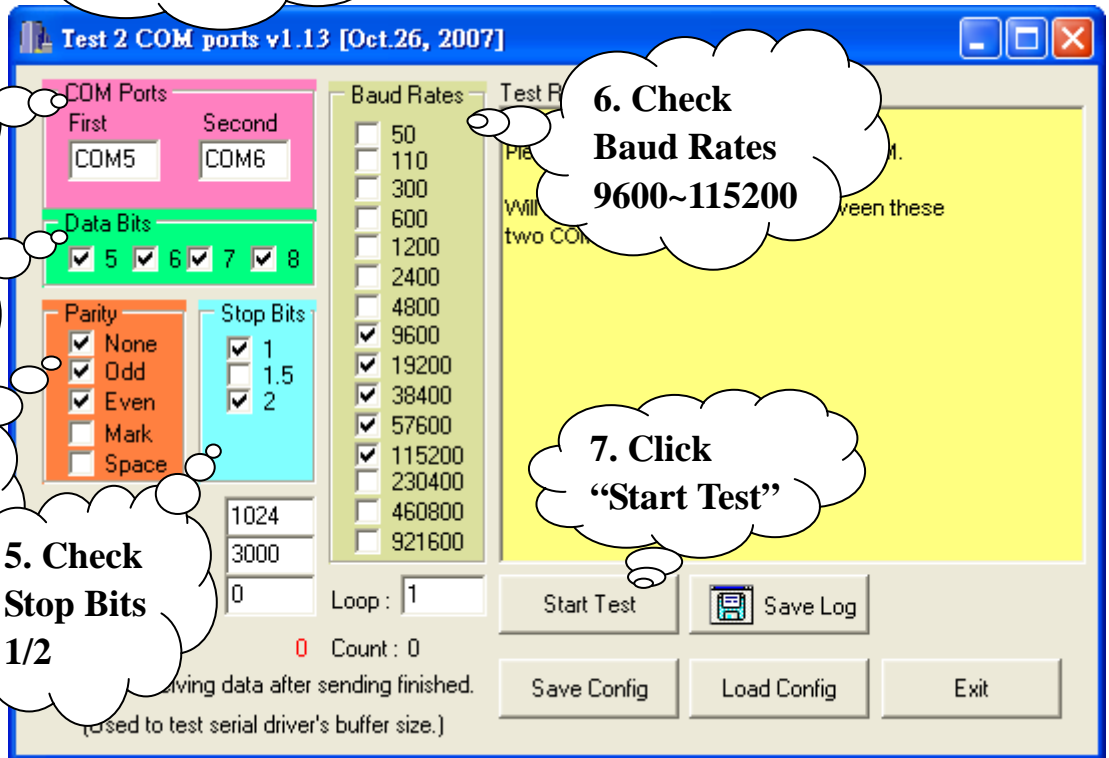 Test 2 COM ports v1.13 [Oct.26, 2007]
COM Ports
First Second
COM5 COM6
Data Bits
5 6 7 8
Parity
None
Odd
Even
Mark
Space
Stop Bits
1
1.5
2
Baud Rates
50
110
300
600
1200
2400
4800
9600
19200
38400
57600
115200
230400
460800
921600
Test
6. Check
Baud Rates
9600~115200
Will
these
two
7. Click
“Start Test”
5. Check
Stop Bits
1/2
1024
3000
0
Loop : 1
0 Count : 0
data after sending finished.
(Used to test serial driver's buffer size.)
Start Test
Save Log
Save Config
Load Config
Exit